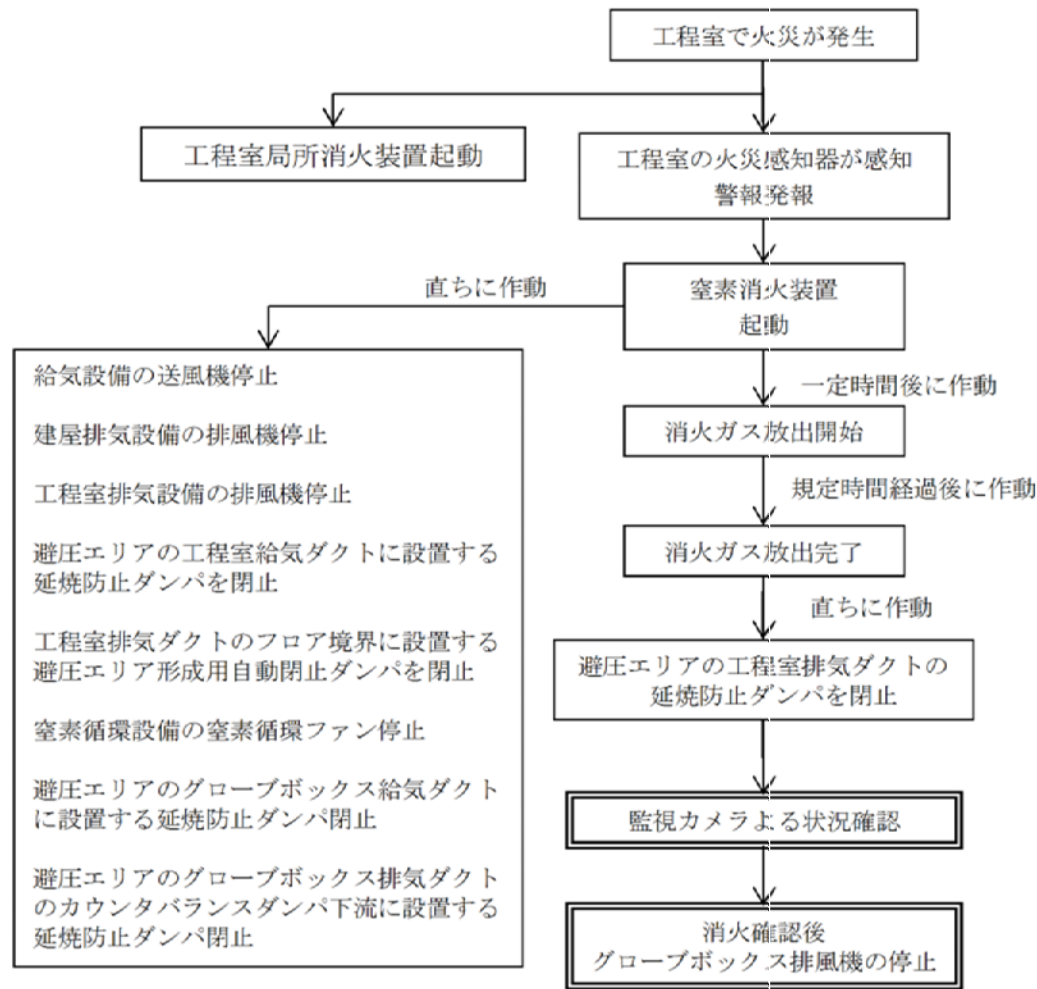 工程室で火災が発生
工程室局所消火装置起動
工程室の火災感知器が感知
警報発報
直ちに作動
窒素消火装置
起動
給気設備の送風機停止
建屋排気設備の排風機停止
工程室排気設備の排風機停止
避圧エリアの工程室給気ダクトに設置する
延焼防止ダンパを閉止
工程室排気ダクトのフロア境界に設置する
避圧エリア形成用自動閉止ダンパを閉止
窒素循環設備の窒素循環ファン停止
避圧エリアのグローブボックス給気ダクト
に設置する延焼防止ダンパ閉止
避圧エリアのグローブボックス排気ダクト
のカウンタバランスダンパ下流に設置する
延焼防止ダンパ閉止
一定時間後に作動
消火ガス放出開始
規定時間経過後に作動
消火ガス放出完了
直ちに作動
避圧エリアの工程室排気ダクトの
延焼防止ダンパを閉止
監視カメラよる状況確認
消火確認後
グローブボックス排風機の停止